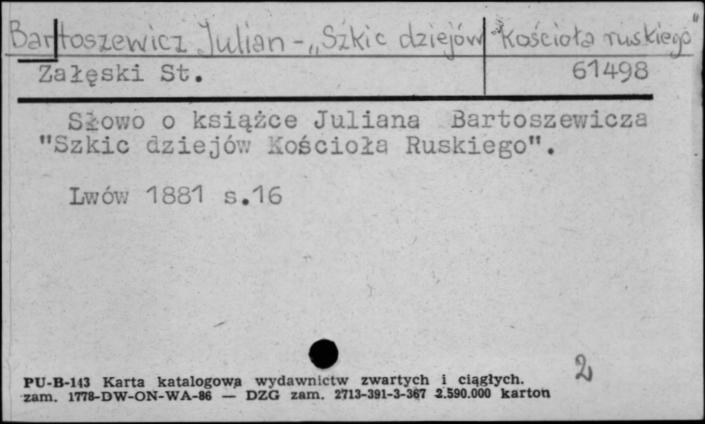 Bartoszewicz Julian - „Szkic dziejów Kościoła ruskiego"
Załęski St. 61498
Słowo o książce Juliana Bartoszewicza
"Szkic dziejów Kościoła Ruskiego".
Lwów 1881 s.16
2
PU-B-143 Karta katalogowa wydawnictw zwartych i ciągłych.
zam. 1778-DW-ON-WA-86 — DZG zam. 2713-391-3-367 2.590.000 karton